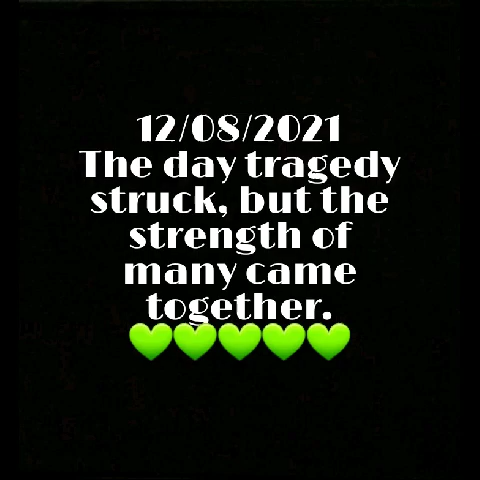 12/08/2021
The day tragedy
struck, but the
strength of
many came
together.
💚💚💚💚💚